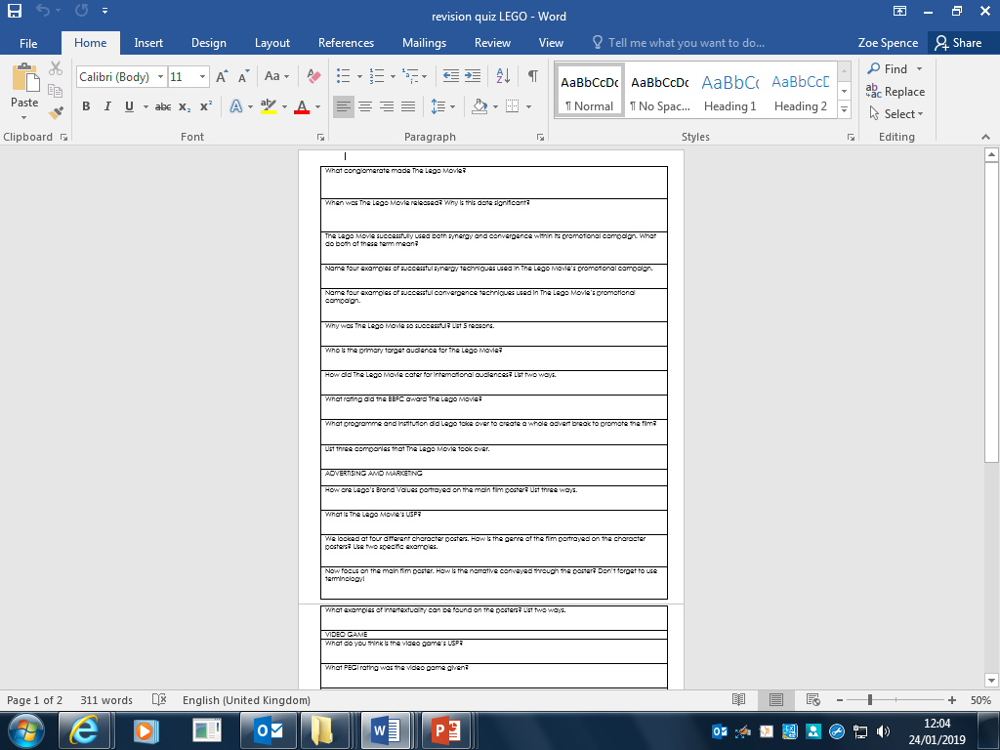 revision quiz LEGO - Word
File Home Insert Design Layout References Mailings Review View Tell me what you want to do... Zoe Spence Share
Calibri (Body) 11 Aa Find
Paste Replace
B I U abc X₂ X² A A Select
AaBbCcDc AaBbCcDc AaBbCc AaBbCcD
¶ Normal ¶ No Spac... Heading 1 Heading 2
Clipboard Font Paragraph Styles Editing
What conglomerate made The Lego Movie?
When was The Lego Movie released? Why is this date significant?
The Lego Movie successfully used both synergy and convergence within its promotional campaign. What
do both of these term mean?
Name four examples of successful synergy techniques used in The Lego Movie's promotional campaign.
Name four examples of successful convergence techniques used in The Lego Movie's promotional
campaign.
Why was The Lego Movie so successful? List 5 reasons.
Who is the primary target audience for The Lego Movie?
How did The Lego Movie cater for international audiences? List two ways.
What rating did the BBFC award The Lego Movie?
What programme and institution did Lego take over to create a whole advert break to promote the film?
List three companies that The Lego Movie took over.
ADVERTISING AMD MARKETING
How are Lego's Brand Values portrayed on the main film poster? List three ways.
What is The Lego Movie's USP?
We looked at four different character posters. How is the genre of the film portrayed on the character
posters? Use two specific examples.
Now focus on the main film poster. How is the narrative conveyed through the poster? Don't forget to use
terminology!
What examples of intertextuality can be found on the posters? List two ways.
VIDEO GAME
What do you think is the video game's USP?
What PEGI rating was the video game given?
Page 1 of 2 311 words English (United Kingdom) 50%
12:04
24/01/2019